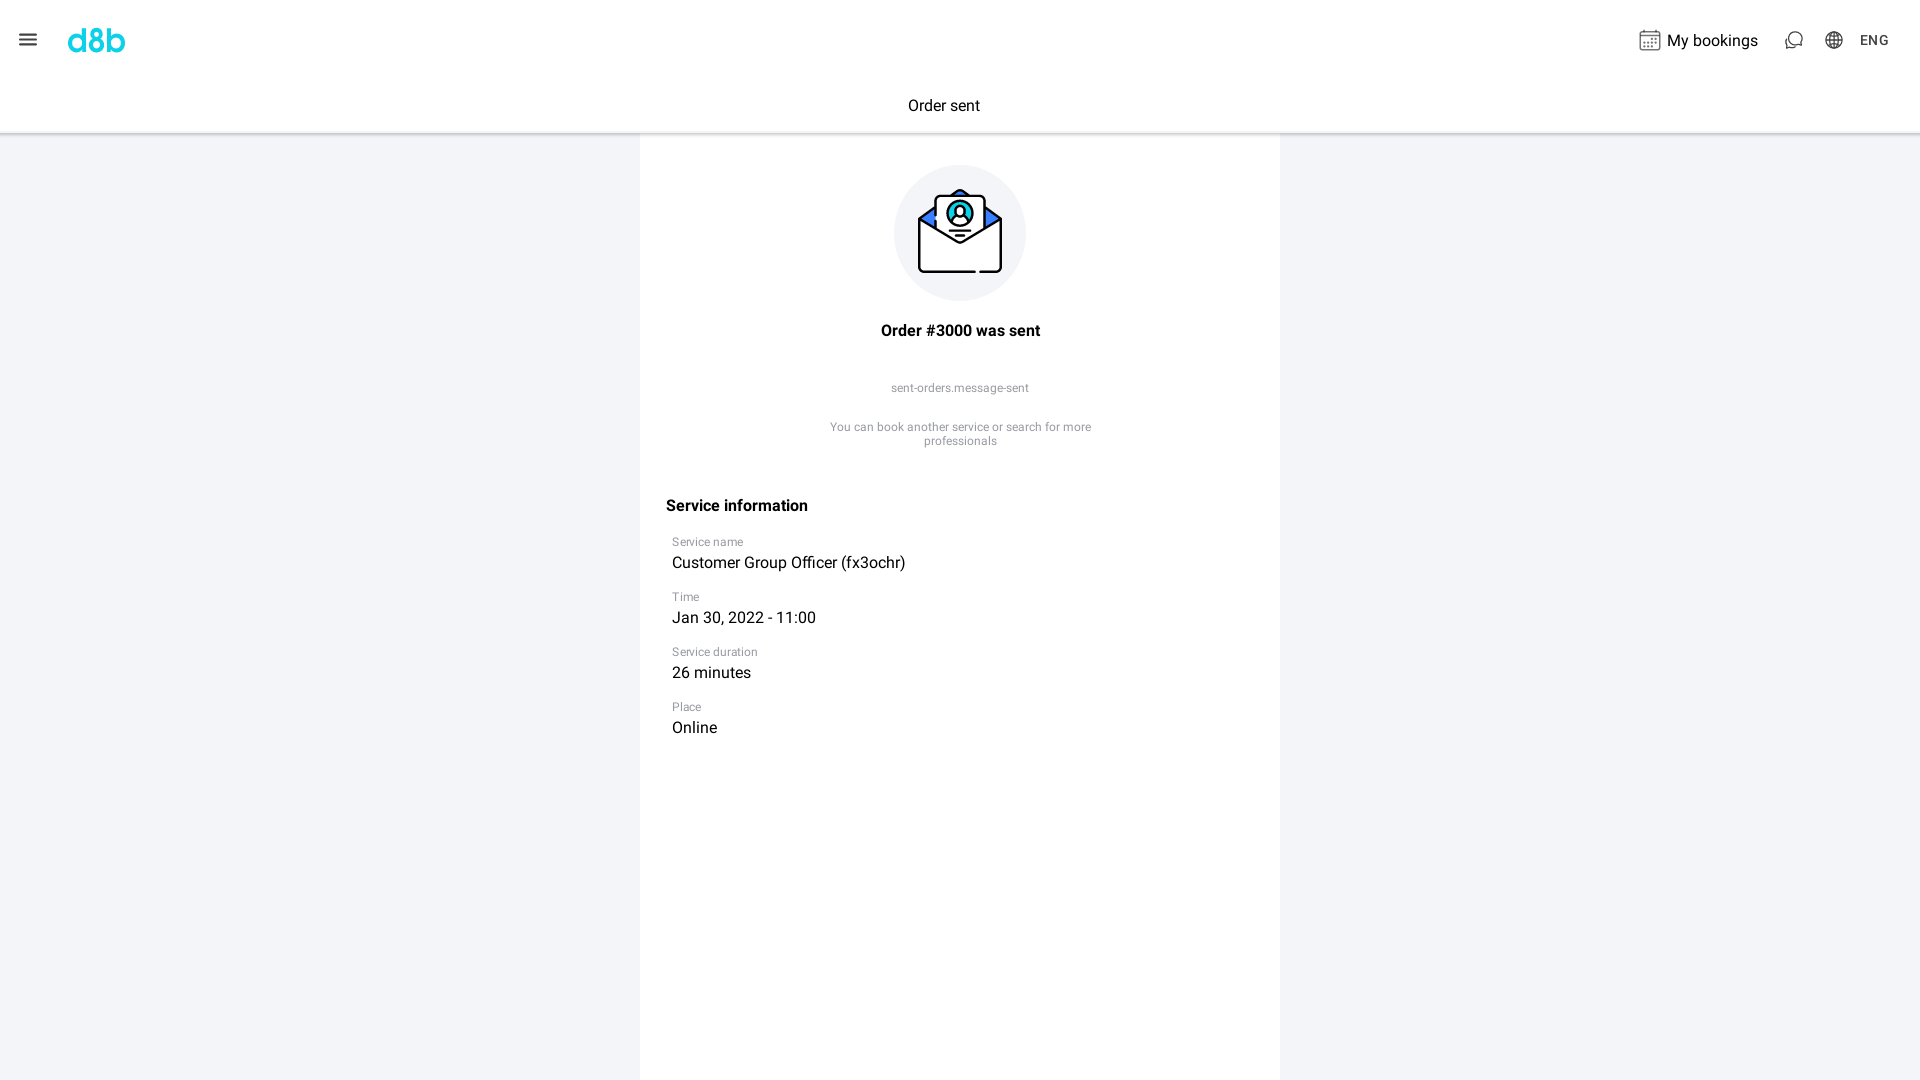 d8b
My bookings
ENG
Order sent
Order #3000 was sent
sent-orders.message-sent
You can book another service or search for more
professionals
Service information
Service name
Customer Group Officer (fx3ochr)
Time
Jan 30, 2022 - 11:00
Service duration
26 minutes
Place
Online